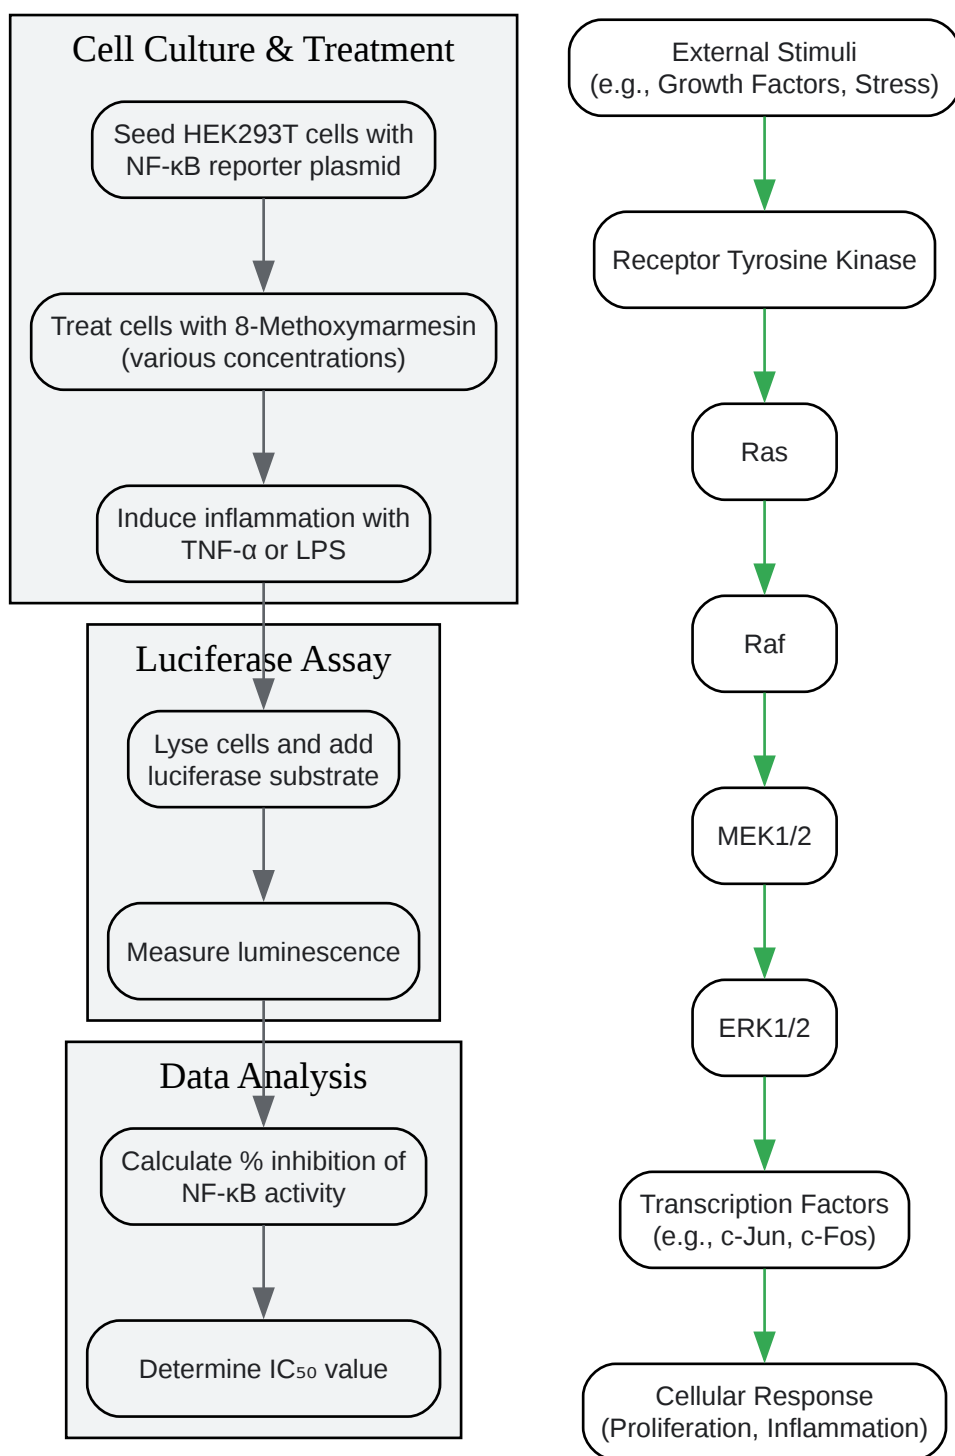 Cell Culture & Treatment
Seed HEK293T cells with
NF-κB reporter plasmid
Treat cells with 8-Methoxymarmesin
(various concentrations)
Induce inflammation with
TNF-α or LPS
Luciferase Assay
Lyse cells and add
luciferase substrate
Measure luminescence
Data Analysis
Calculate % inhibition of
NF-κB activity
Determine IC₅₀ value
External Stimuli
(e.g., Growth Factors, Stress)
Receptor Tyrosine Kinase
Ras
Raf
MEK1/2
ERK1/2
Transcription Factors
(e.g., c-Jun, c-Fos)
Cellular Response
(Proliferation, Inflammation)